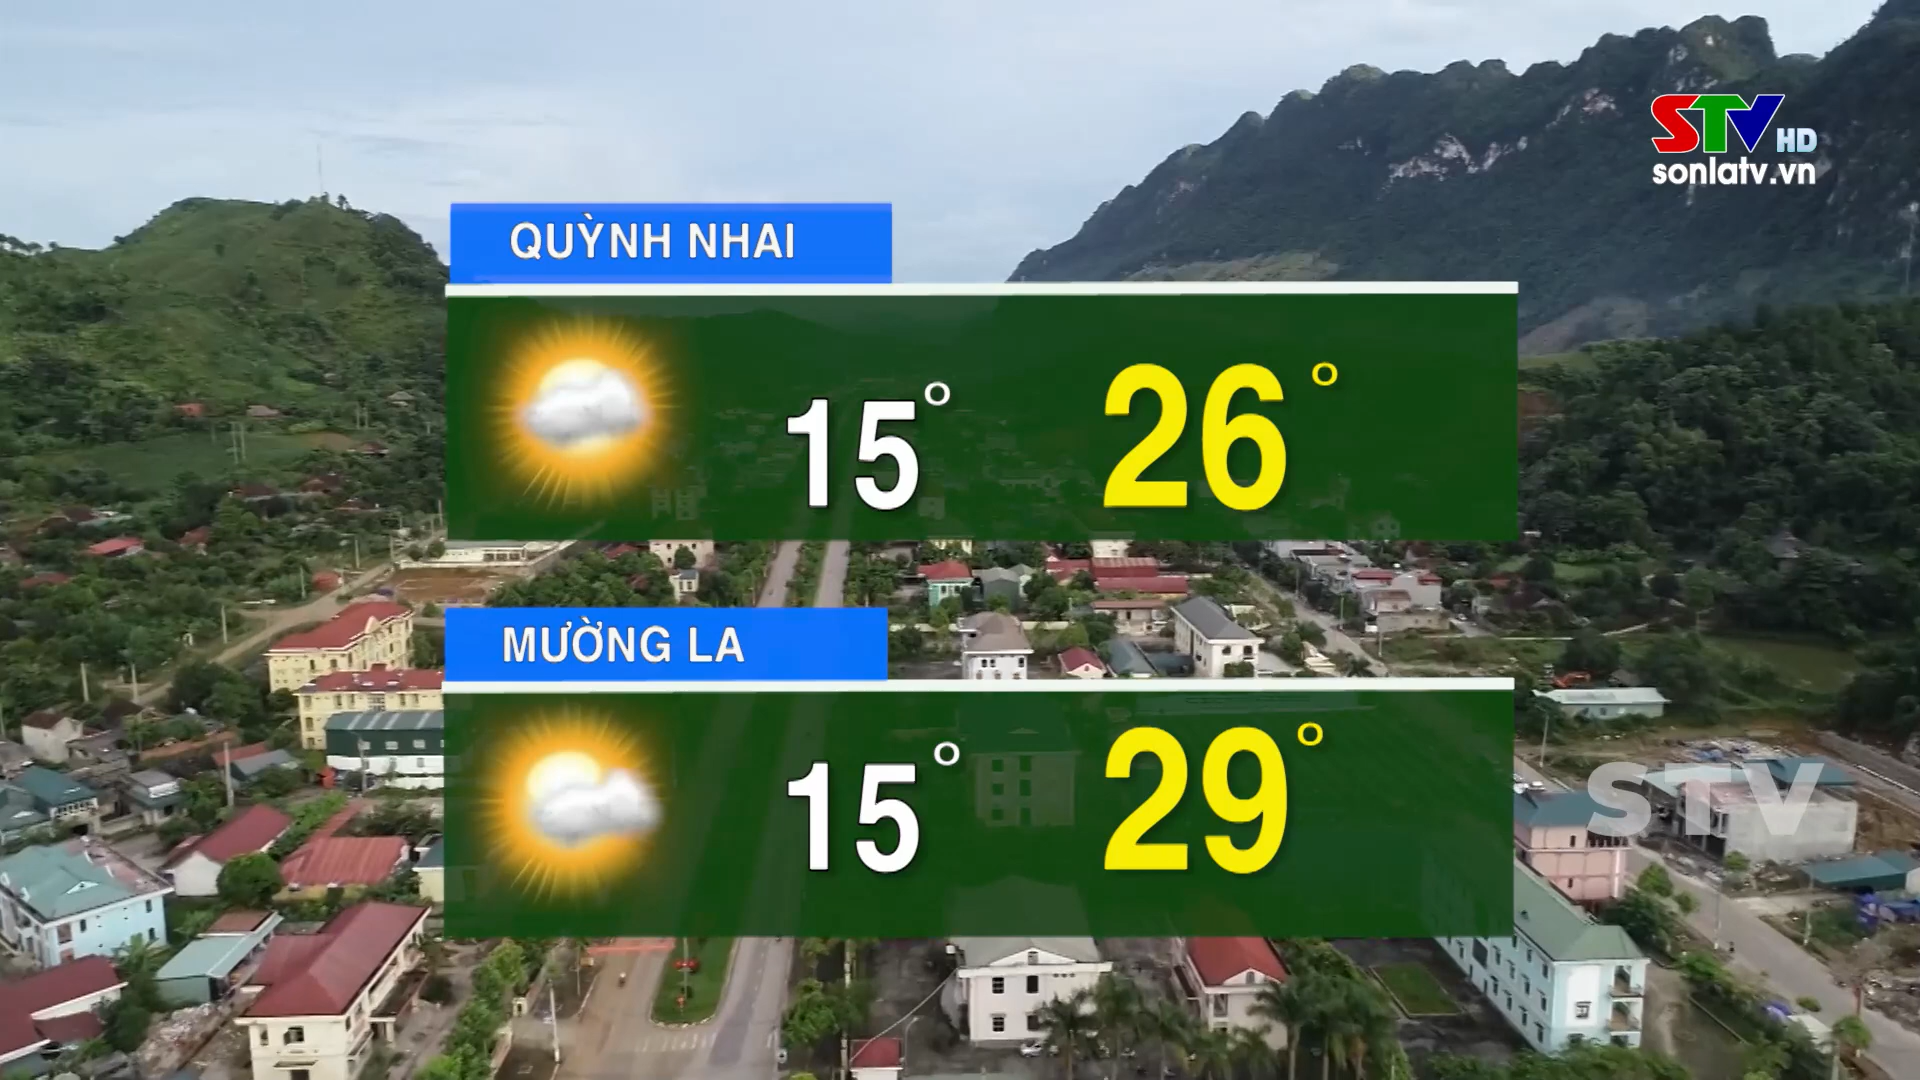 STV HD
sonlatv.vn
QUỲNH NHAI
15° 26°
MƯỜNG LA
15° 29°
STV